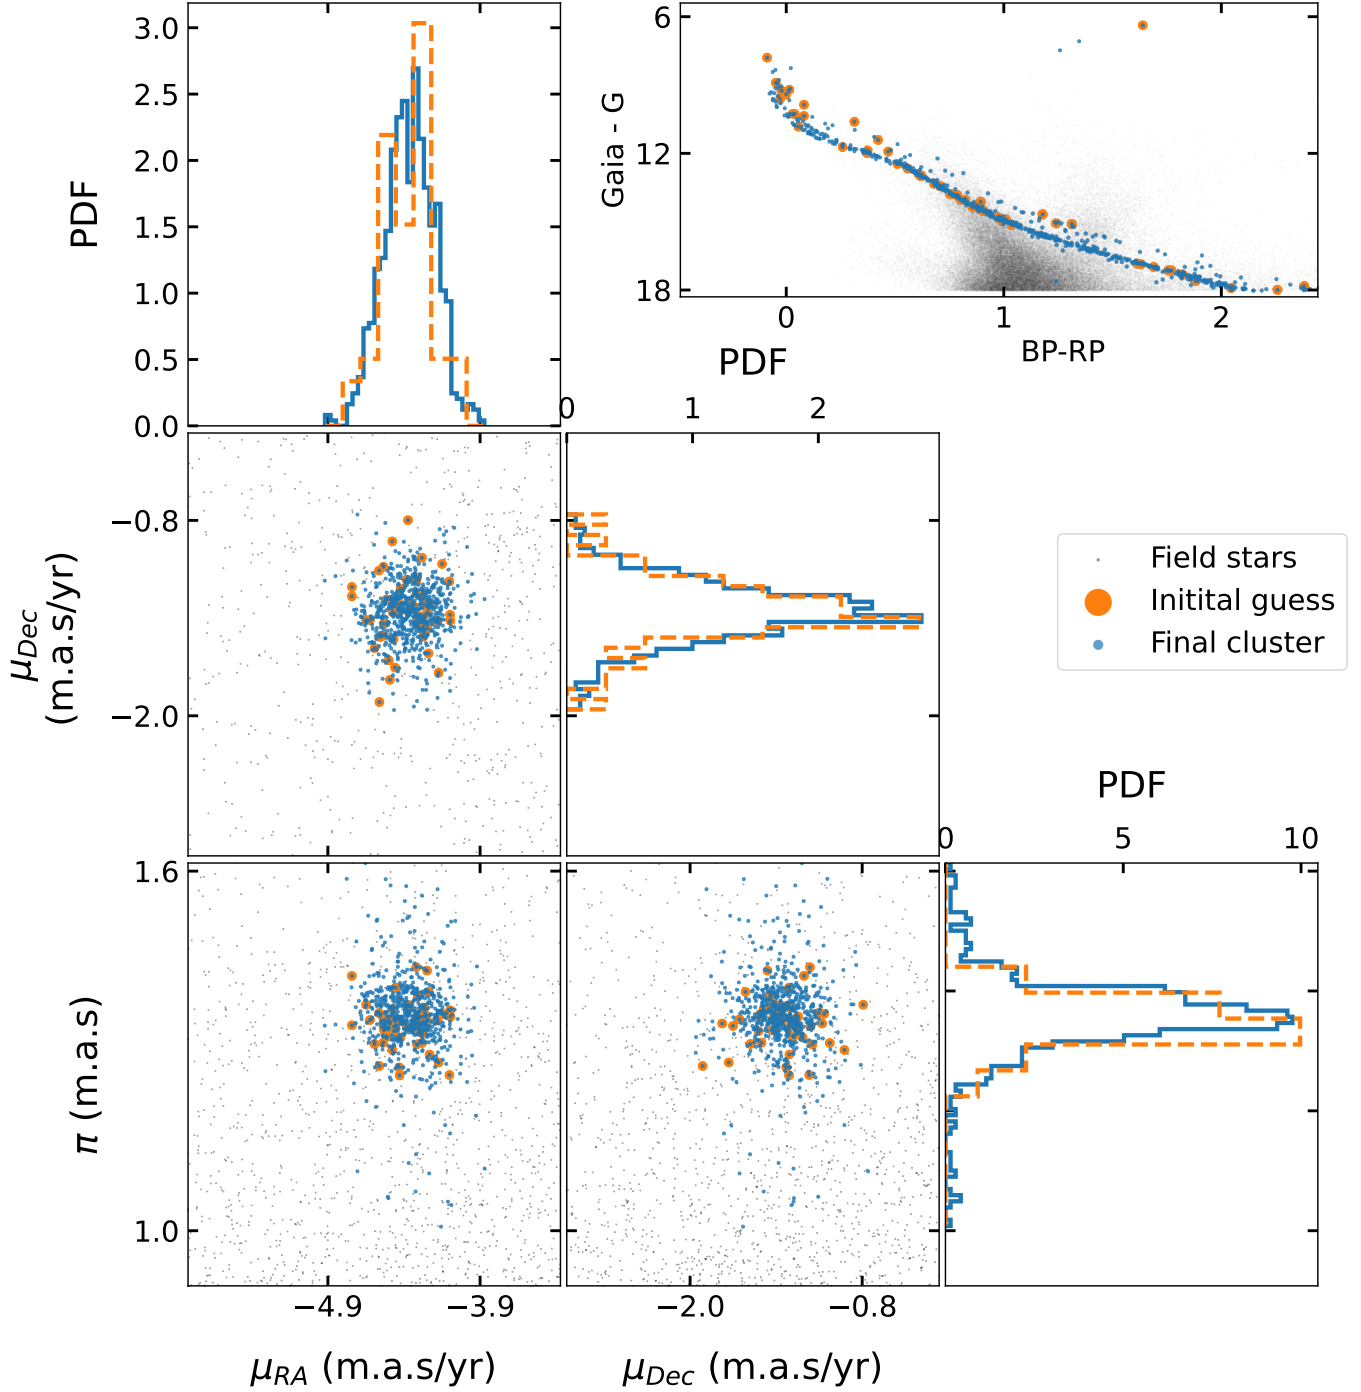 3.0
2.5
2.0
1.5
1.0
0.5
0.0
PDF
6
12
18
Gaia - G
0 1 2
BP-RP
PDF
0 1 2
−0.8
−2.0
μDec
(m.a.s/yr)
Field stars
Initital guess
Final cluster
PDF
0 5 10
1.6
1.0
π (m.a.s)
−4.9 −3.9
−2.0 −0.8
μRA (m.a.s/yr)
μDec (m.a.s/yr)